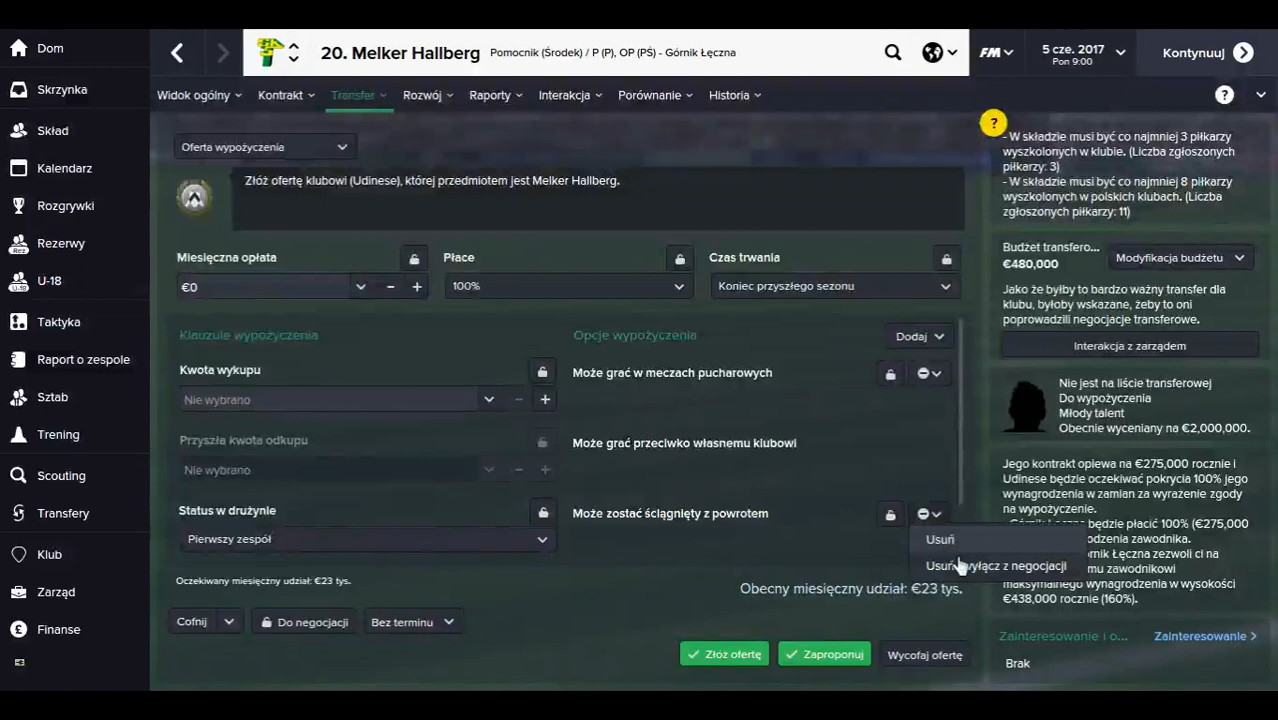 Dom
Skrzynka
Skład
Kalendarz
Rozgrywki
Rezerwy
U-18
Taktyka
Raport o zespole
Sztab
Trening
Scouting
Transfery
Klub
Zarząd
Finanse
20. Melker Hallberg
Pomocnik (Środek) / P (P), OP (PŚ) - Górnik Łęczna
FM
5 cze. 2017
Pon 9:00
Kontynuuj
Widok ogólny
Kontrakt
Transfer
Rozwój
Raporty
Interakcja
Porównanie
Historia
?
Oferta wypożyczenia
Złóż ofertę klubowi (Udinese), której przedmiotem jest Melker Hallberg.
Miesięczna opłata
€0
Płace
100%
Czas trwania
Koniec przyszłego sezonu
Klauzule wypożyczenia
Kwota wykupu
Nie wybrano
Przyszła kwota odkupu
Nie wybrano
Status w drużynie
Pierwszy zespół
Opcje wypożyczenia
Dodaj
Może grać w meczach pucharowych
Może grać przeciwko własnemu klubowi
Może zostać ściągnięty z powrotem
Usuń
Usuń wyłącz z negocjacji
Oczekiwany miesięczny udział: €23 tys.
Obecny miesięczny udział: €23 tys.
Cofnij
Do negocjacji
Bez terminu
Złóż ofertę
Zaproponuj
Wycofaj ofertę
?
- W składzie musi być co najmniej 3 piłkarzy
wyszkolonych w klubie. (Liczba zgłoszonych
piłkarzy: 3)
- W składzie musi być co najmniej 8 piłkarzy
wyszkolonych w polskich klubach. (Liczba
zgłoszonych piłkarzy: 11)
Budżet transfero...
€480,000
Modyfikacja budżetu
Jako że byłby to bardzo ważny transfer dla
klubu, byłoby wskazane, żeby to oni
poprowadzili negocjacje transferowe.
Interakcja z zarządem
Nie jest na liście transferowej
Do wypożyczenia
Młody talent
Obecnie wyceniany na €2,000,000.
Jego kontrakt opiewa na €275,000 rocznie i
Udinese będzie oczekiwać pokrycia 100% jego
wynagrodzenia w zamian za wyrażenie zgody
na wypożyczenie.
będzie płacić 100% (€275,000
zawodnika.
Łęczna zezwoli ci na
zawodnikowi
maksymalnego wynagrodzenia w wysokości
€438,000 rocznie (160%).
Zainteresowanie i o...
Zainteresowanie
Brak